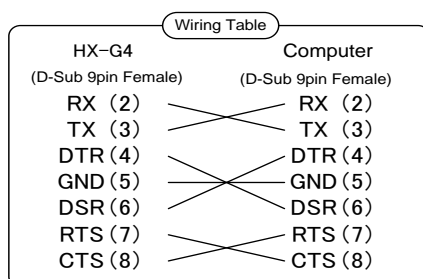 Wiring Table
HX-G4 Computer
(D-Sub 9pin Female) (D-Sub 9pin Female)
RX (2) RX (2)
TX (3) TX (3)
DTR (4) DTR (4)
GND (5) GND (5)
DSR (6) DSR (6)
RTS (7) RTS (7)
CTS (8) CTS (8)